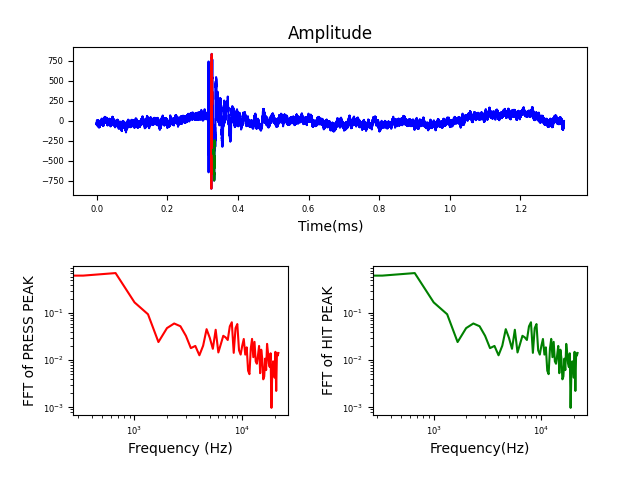 Amplitude
750
500
250
0
−250
−500
−750
0.0 0.2 0.4 0.6 0.8 1.0 1.2
Time(ms)
FFT of PRESS PEAK
10⁻¹
10⁻²
10⁻³
10³ 10⁴
Frequency (Hz)
FFT of HIT PEAK
10⁻¹
10⁻²
10⁻³
10³ 10⁴
Frequency(Hz)